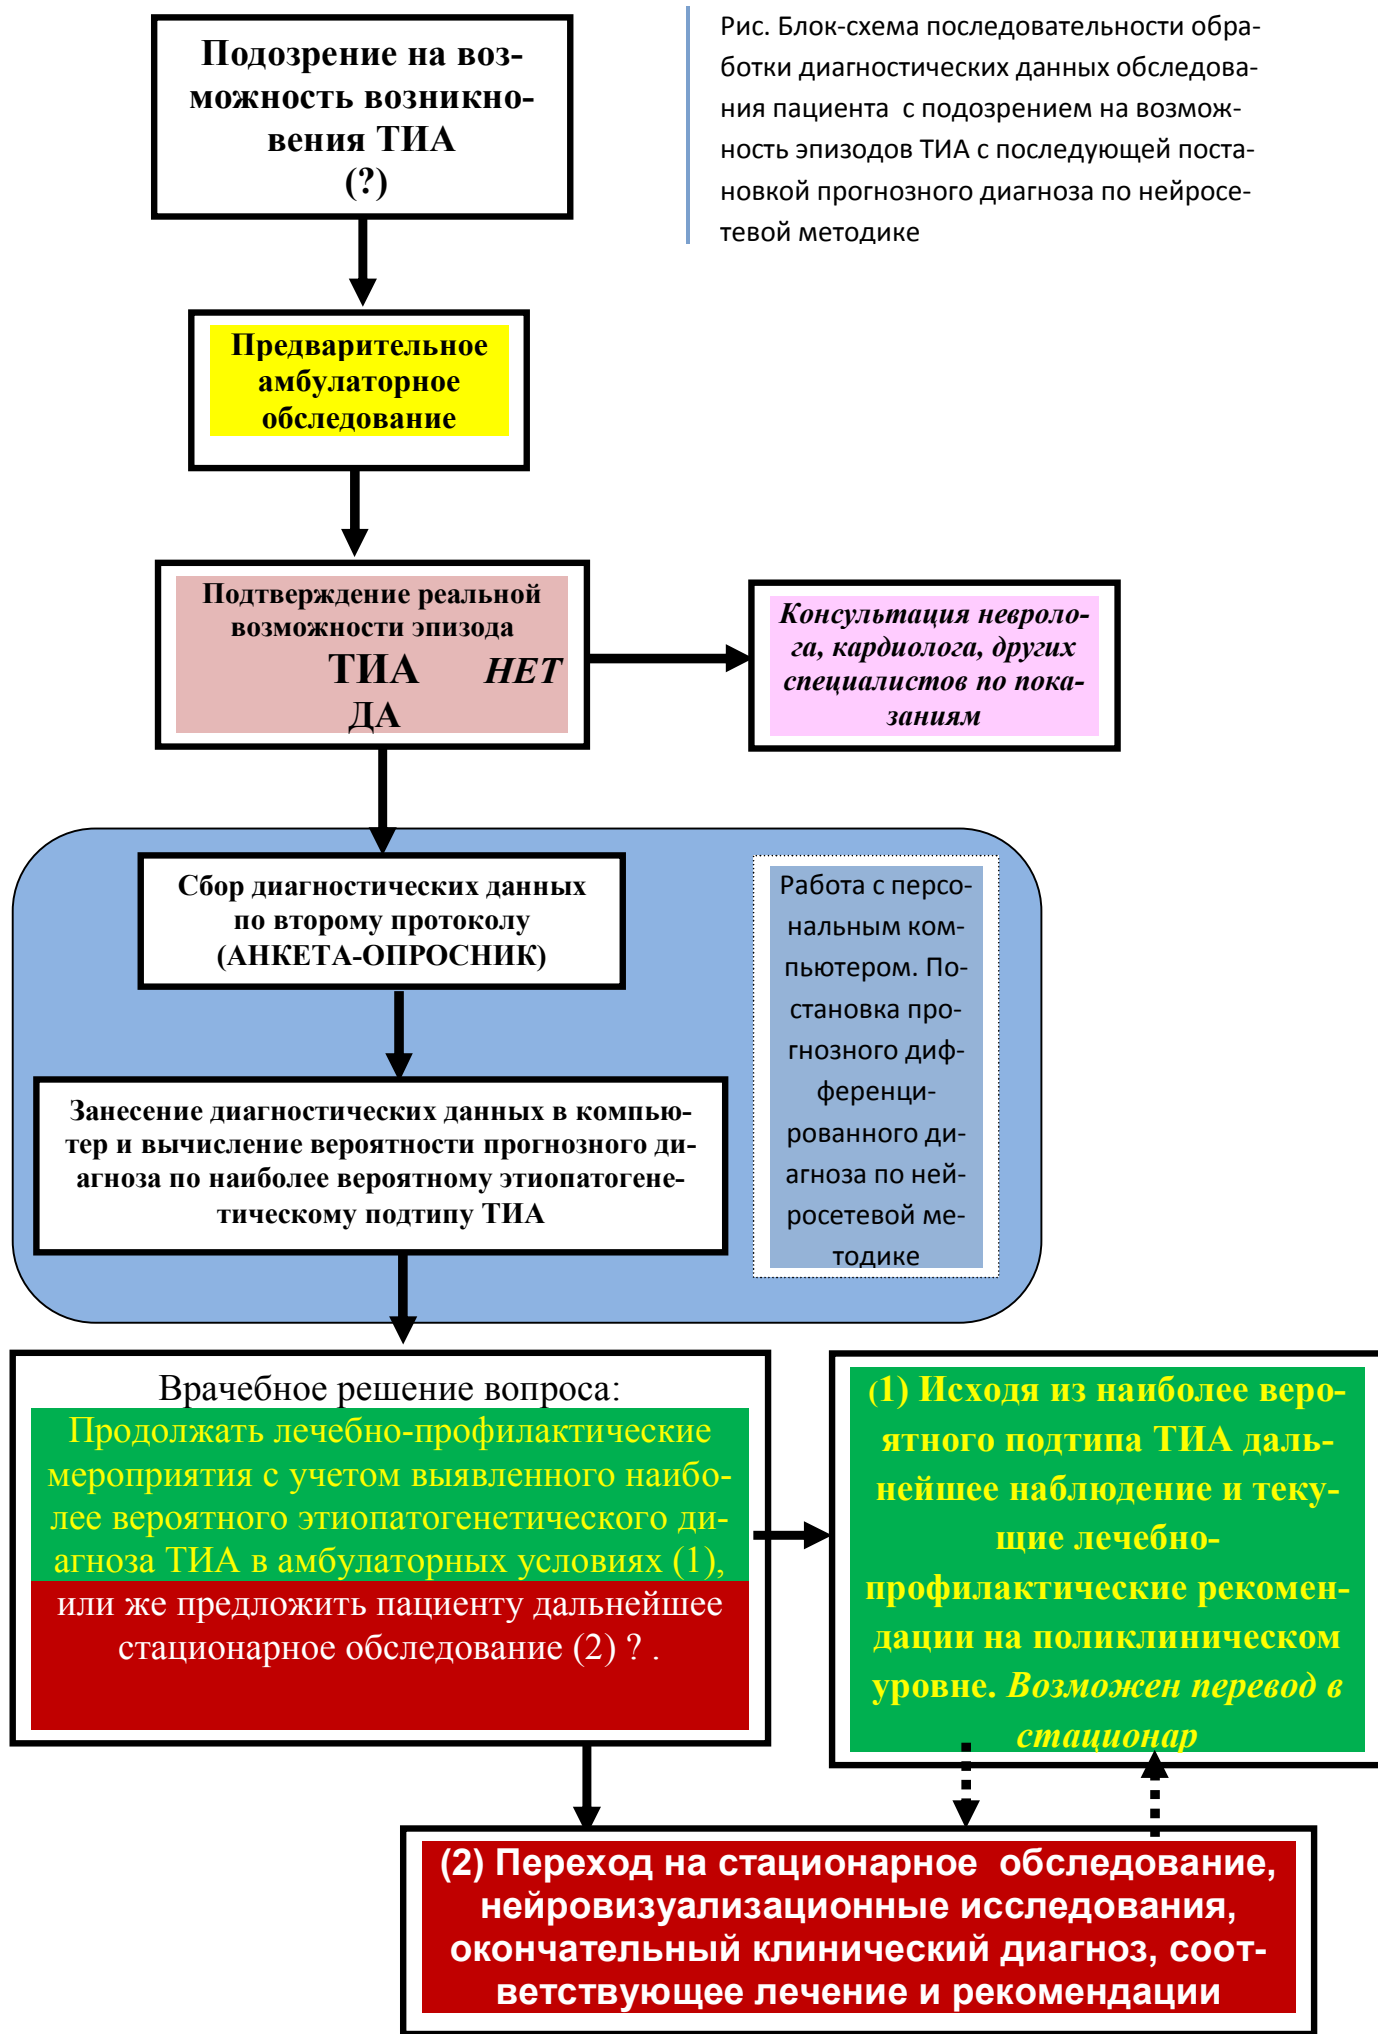 Подозрение на воз-
можность возникно-
вения ТИА
(?)
Рис. Блок-схема последовательности обра-
ботки диагностических данных обследова-
ния пациента с подозрением на возмож-
ность эпизодов ТИА с последующей поста-
новкой прогнозного диагноза по нейросе-
тевой методике
Предварительное
амбулаторное
обследование
Подтверждение реальной
возможности эпизода
ТИА НЕТ
ДА
Консультация невроло-
га, кардиолога, других
специалистов по пока-
заниям
Сбор диагностических данных
по второму протоколу
(АНКЕТА-ОПРОСНИК)
Работа с персо-
нальным ком-
пьютером. По-
становка про-
гнозного диф-
ференци-
рованного ди-
агноза по ней-
росетевой ме-
тодике
Занесение диагностических данных в компью-
тер и вычисление вероятности прогнозного ди-
агноза по наиболее вероятному этиопатогене-
тическому подтипу ТИА
Врачебное решение вопроса:
Продолжать лечебно-профилактические
мероприятия с учетом выявленного наибо-
лее вероятного этиопатогенетического ди-
агноза ТИА в амбулаторных условиях (1),
или же предложить пациенту дальнейшее
стационарное обследование (2) ? .
(1) Исходя из наиболее веро-
ятного подтипа ТИА даль-
нейшее наблюдение и теку-
щие лечебно-
профилактические рекомен-
дации на поликлиническом
уровне. Возможен перевод в
стационар
(2) Переход на стационарное обследование,
нейровизуализационные исследования,
окончательный клинический диагноз, соот-
ветствующее лечение и рекомендации